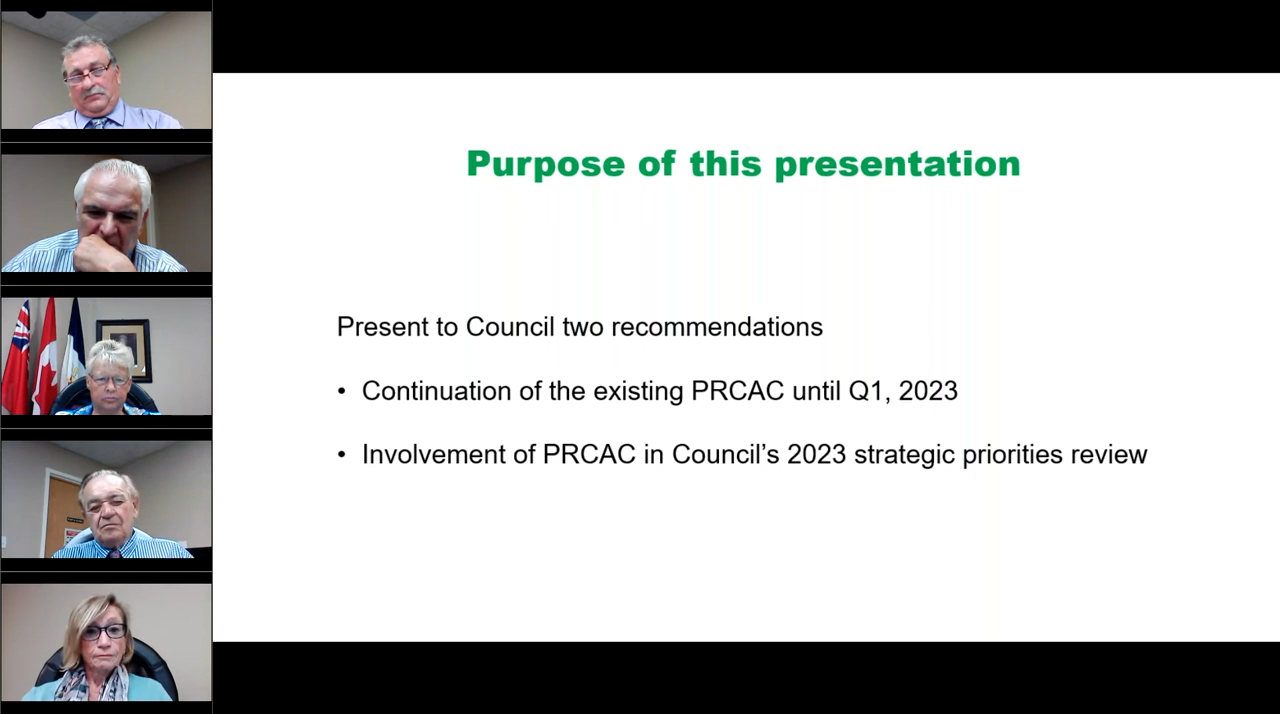 Purpose of this presentation
Present to Council two recommendations
• Continuation of the existing PRCAC until Q1, 2023
• Involvement of PRCAC in Council’s 2023 strategic priorities review